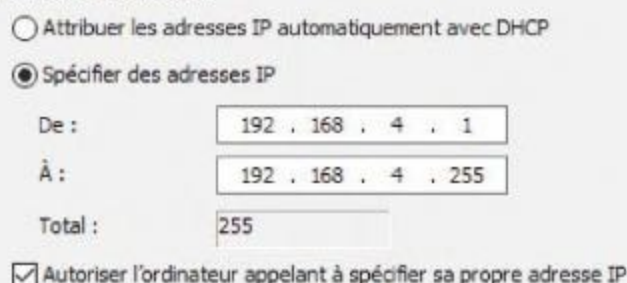 Attribuer les adresses IP automatiquement avec DHCP
Spécifier des adresses IP
De : 192 . 168 . 4 . 1
À : 192 . 168 . 4 . 255
Total : 255
Autoriser l'ordinateur appelant à spécifier sa propre adresse IP